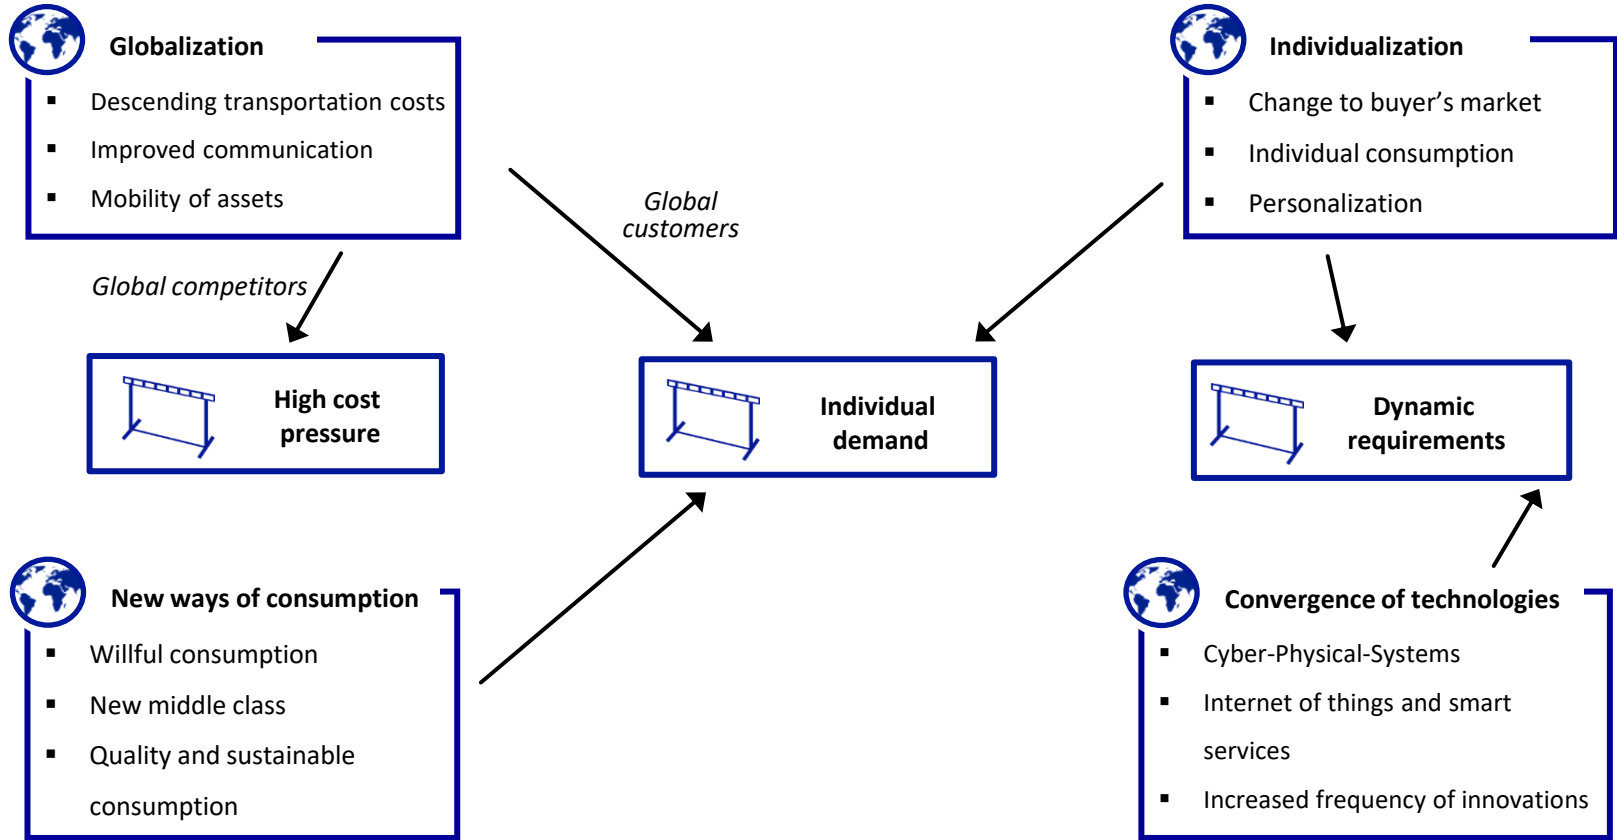 Globalization
▪ Descending transportation costs
▪ Improved communication
▪ Mobility of assets
Individualization
▪ Change to buyer’s market
▪ Individual consumption
▪ Personalization
Global
customers
Global competitors
High cost
pressure
Individual
demand
Dynamic
requirements
New ways of consumption
▪ Willful consumption
▪ New middle class
▪ Quality and sustainable
consumption
Convergence of technologies
▪ Cyber-Physical-Systems
▪ Internet of things and smart
services
▪ Increased frequency of innovations